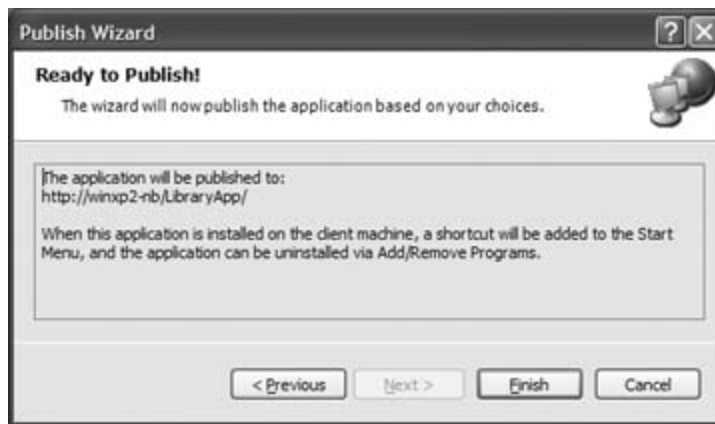 Publish Wizard
Ready to Publish!
The wizard will now publish the application based on your choices.
The application will be published to:
http://winxp2-nb/LibraryApp/
When this application is installed on the client machine, a shortcut will be added to the Start
Menu, and the application can be uninstalled via Add/Remove Programs.
< Previous
Next >
Finish
Cancel